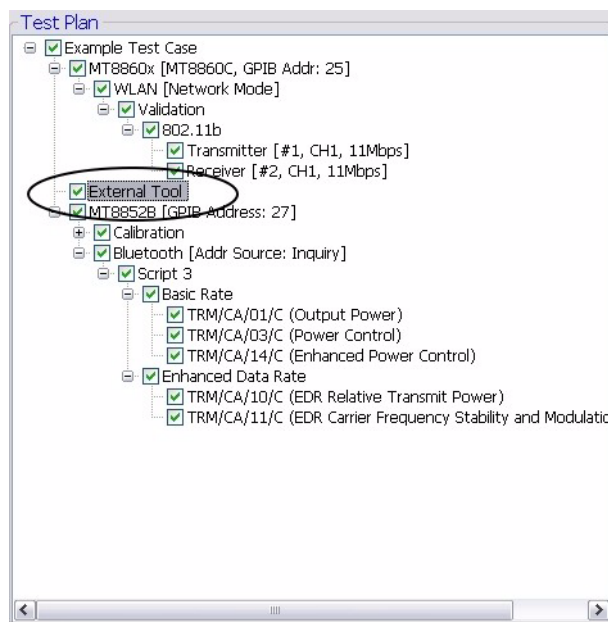 Test Plan
Example Test Case
MT8860x [MT8860C, GPIB Addr: 25]
WLAN [Network Mode]
Validation
802.11b
Transmitter [#1, CH1, 11Mbps]
Receiver [#2, CH1, 11Mbps]
External Tool
MT8852B [GPIB Address: 27]
Calibration
Bluetooth [Addr Source: Inquiry]
Script 3
Basic Rate
TRM/CA/01/C (Output Power)
TRM/CA/03/C (Power Control)
TRM/CA/14/C (Enhanced Power Control)
Enhanced Data Rate
TRM/CA/10/C (EDR Relative Transmit Power)
TRM/CA/11/C (EDR Carrier Frequency Stability and Modulatio